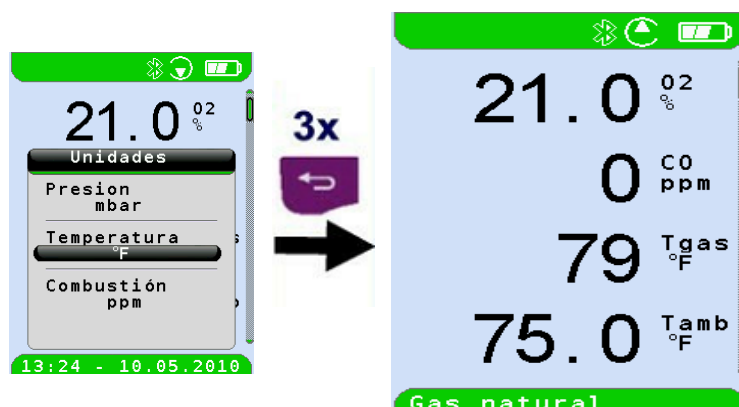 21.0 O2
%
Unidades
Presion
mbar
Temperatura
°F
Combustión
ppm
13:24 - 10.05.2010
3x
21.0 O2
%
0 CO
ppm
79 Tgas
°F
75.0 Tamb
°F
Gas natural